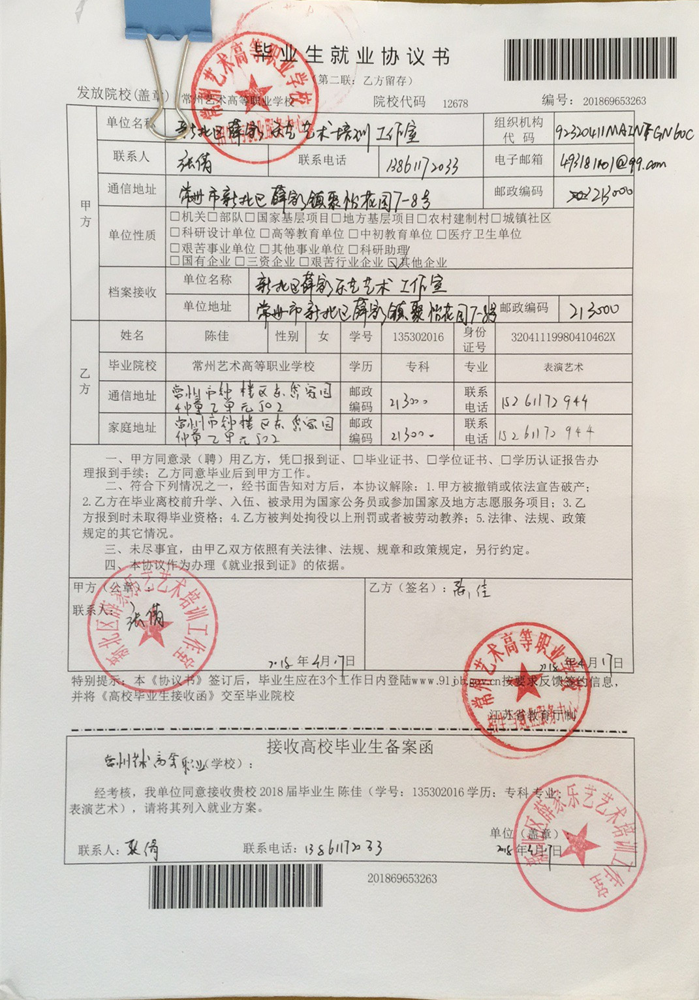 毕业生就业协议书
（第二联：乙方留存）
发放院校(盖章) 常州艺术高等职业学校 院校代码 12678 编号： 201869653263
甲方
单位名称 新北区薛家乐艺艺术培训工作室 组织机构代码
联系人 张倩 联系电话 13861172033 电子邮箱
通信地址 常州市新北区薛家镇聚怡花园7-8号 邮政编码 213000
单位性质
□机关□部队□国家基层项目□地方基层项目□农村建制村□城镇社区
□科研设计单位□高等教育单位□中初教育单位□医疗卫生单位
□艰苦事业单位□其他事业单位□科研助理
□国有企业□三资企业□艰苦行业企业☑其他企业
档案接收
单位名称 新北区薛家乐艺艺术工作室
单位地址 常州市新北区薛家镇聚怡花园7-8号 邮政编码 213000
乙方
姓名 陈佳 性别 女 学号 135302016 身份证号 32041119980410462X
毕业院校 常州艺术高等职业学校 学历 专科 专业 表演艺术
通信地址 常州市钟楼区东岱家园 邮政编码 213000 联系电话 15261172944
乙单元502
家庭地址 常州市钟楼区东岱家园 邮政编码 213000 联系电话 15261172944
乙单元502
一、甲方同意录（聘）用乙方，凭□报到证、□毕业证书、□学位证书、□学历认证报告办
理报到手续；乙方同意毕业后到甲方工作。
二、符合下列情况之一，经书面告知对方后，本协议解除：1.甲方被撤销或依法宣告破产；
2.乙方在毕业离校前升学、入伍、被录用为国家公务员或参加国家及地方志愿服务项目；3.乙
方报到时未取得毕业资格；4.乙方被判处拘役以上刑罚或者被劳动教养；5.法律、法规、政策
规定的其它情况。
三、未尽事宜，由甲乙双方依照有关法律、法规、规章和政策规定，另行约定。
四、本协议作为办理《就业报到证》的依据。
甲方（公章）： 乙方（签名）：陈佳
联系人：张倩
2018年4月17日 2018年4月17日
新北区薛家乐艺艺术培训工作室
特别提示：本《协议书》签订后，毕业生应在3个工作日内登陆www.91job.gov.cn按要求反馈签约信息，
并将《高校毕业生接收函》交至毕业院校
江苏省教育厅制
常州艺术高等职业学校
招生与就业服务中心
接收高校毕业生备案函
常州艺术高等职业(学校)：
经考核，我单位同意接收贵校2018届毕业生 陈佳（学号：135302016 学历：专科 专业：
表演艺术），请将其列入就业方案。
单位（盖章）：
联系人：张倩 联系电话：13861172033 2018年4月17日
新北区薛家乐艺艺术培训工作室
201869653263